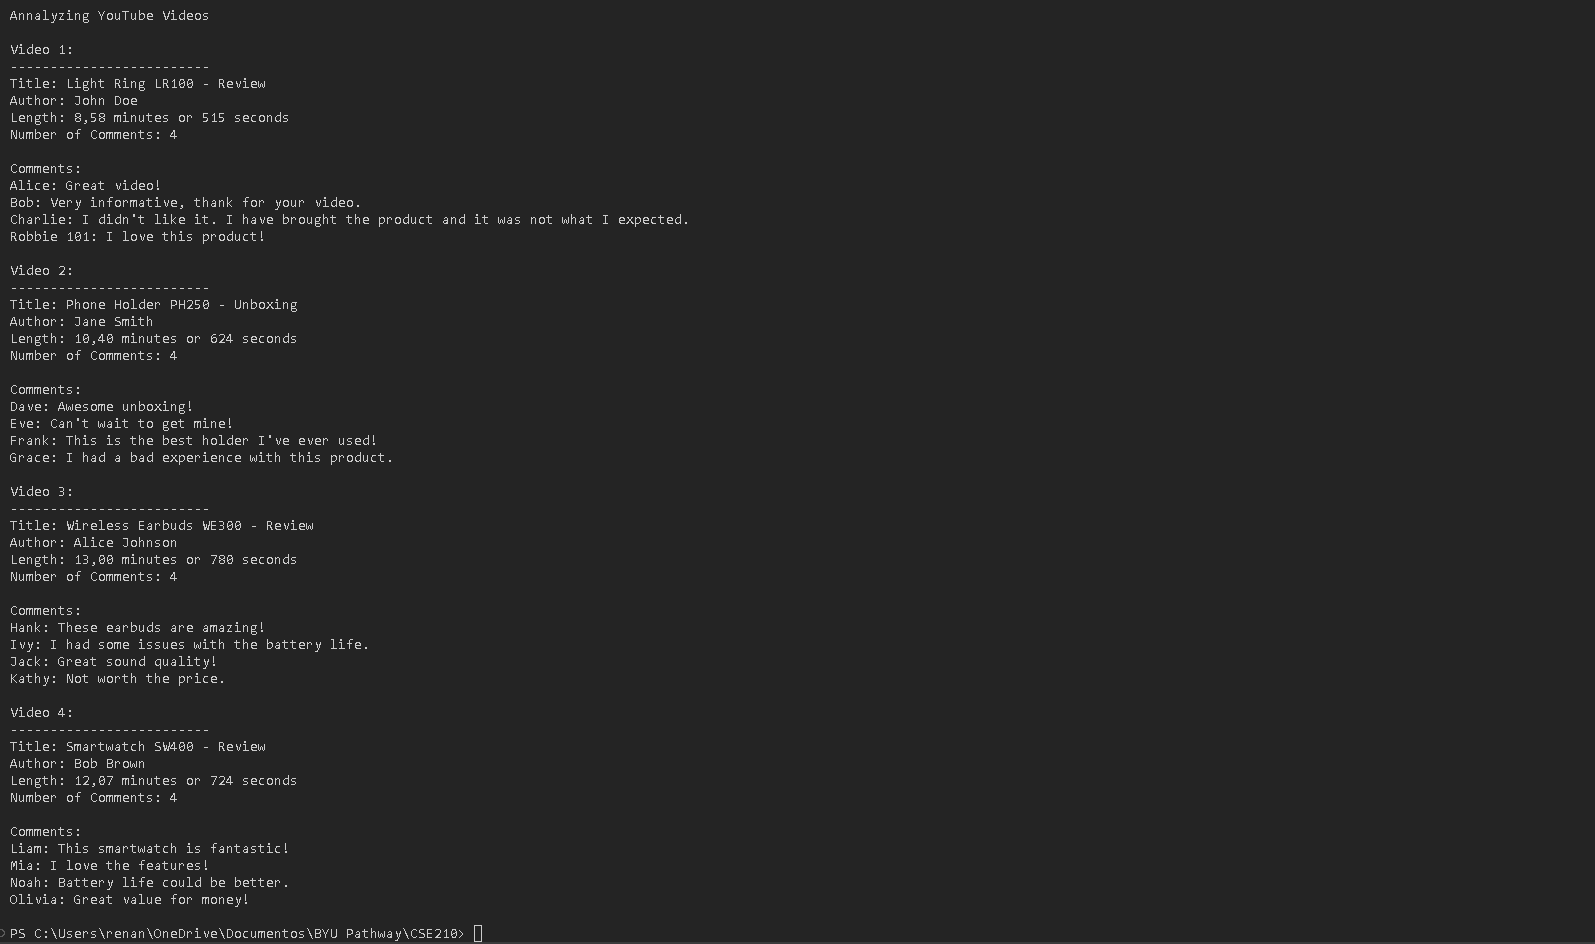 Annalyzing YouTube Videos
Video 1:
-------------------------
Title: Light Ring LR100 - Review
Author: John Doe
Length: 8,58 minutes or 515 seconds
Number of Comments: 4
Comments:
Alice: Great video!
Bob: Very informative, thank for your video.
Charlie: I didn't like it. I have brought the product and it was not what I expected.
Robbie 101: I love this product!
Video 2:
-------------------------
Title: Phone Holder PH250 - Unboxing
Author: Jane Smith
Length: 10,40 minutes or 624 seconds
Number of Comments: 4
Comments:
Dave: Awesome unboxing!
Eve: Can't wait to get mine!
Frank: This is the best holder I've ever used!
Grace: I had a bad experience with this product.
Video 3:
-------------------------
Title: Wireless Earbuds WE300 - Review
Author: Alice Johnson
Length: 13,00 minutes or 780 seconds
Number of Comments: 4
Comments:
Hank: These earbuds are amazing!
Ivy: I had some issues with the battery life.
Jack: Great sound quality!
Kathy: Not worth the price.
Video 4:
-------------------------
Title: Smartwatch SW400 - Review
Author: Bob Brown
Length: 12,07 minutes or 724 seconds
Number of Comments: 4
Comments:
Liam: This smartwatch is fantastic!
Mia: I love the features!
Noah: Battery life could be better.
Olivia: Great value for money!
PS C:\Users\renan\OneDrive\Documentos\BYU Pathway\CSE210>